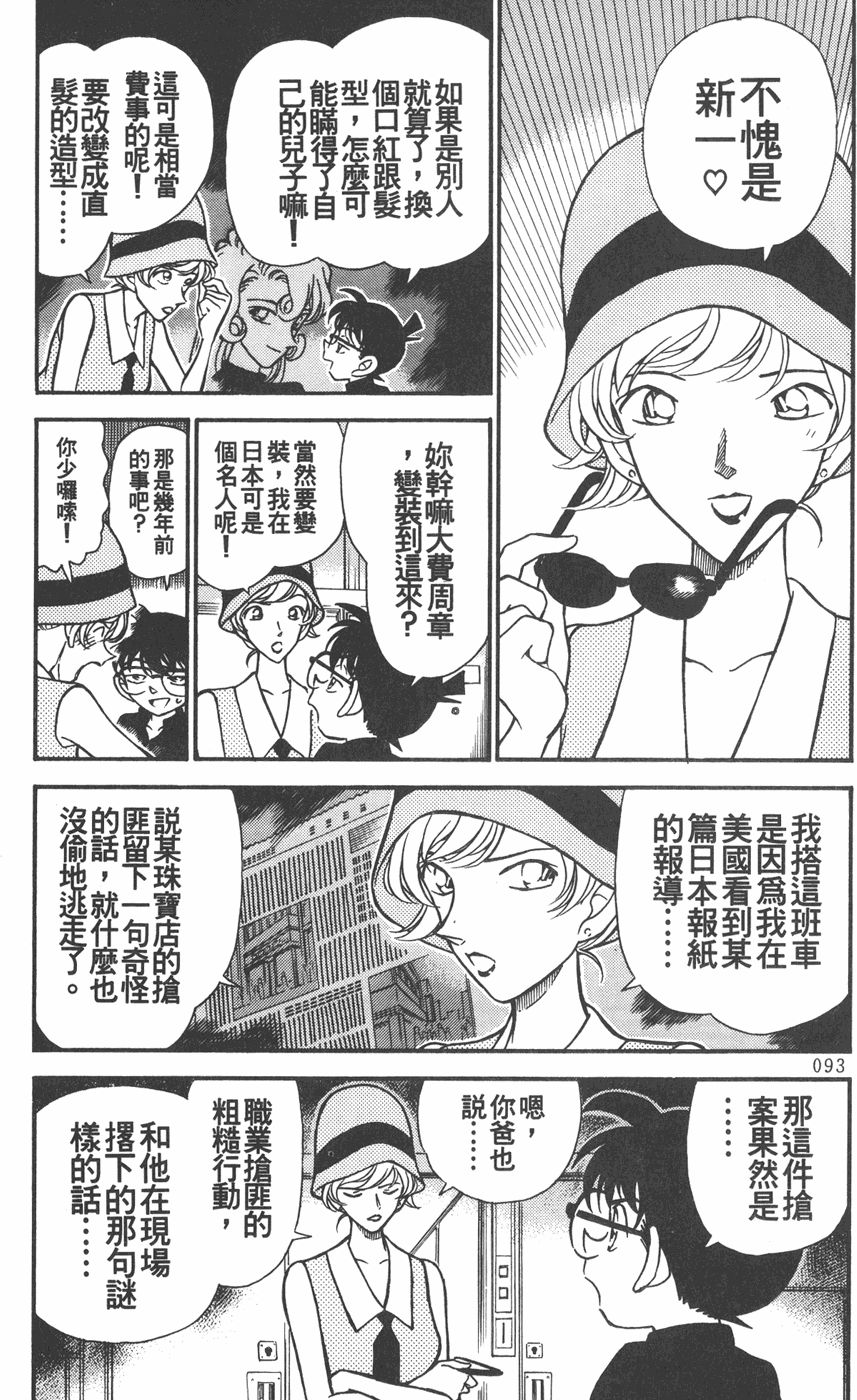 不愧是
新一♡
如果是別人
就算了，換
個口紅跟髮
型，怎麼可
能瞞得了自
己的兒子嘛！
這可是相當
費事的呢！
要改變成直
髮的造型……
妳幹嘛大費周章
，變裝到這來？
當然要變
裝，我在
日本可是
個名人呢！
那是幾年前
的事吧？
你少囉嗦！
我搭這班車
是因為我在
美國看到某
篇日本報紙
的報導……
說某珠寶店的搶
匪留下一句奇怪
的話，就什麼也
沒偷地逃走了。
093
那這件搶
案果然是
……
嗯，
你爸也
説……
職業搶匪的
粗糙行動，
和他在現場
撂下的那句謎
樣的話……